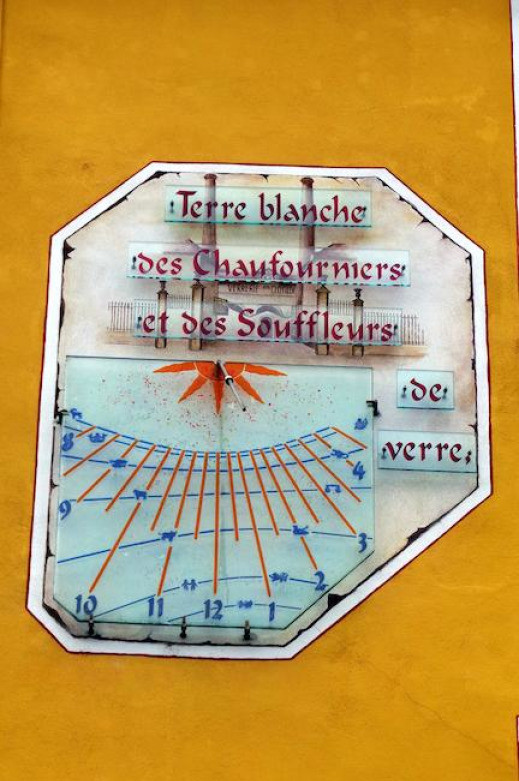 Terre blanche
des Chaufourniers
et des Souffleurs
de
verre
8
9
10
11
12
1
2
3
4